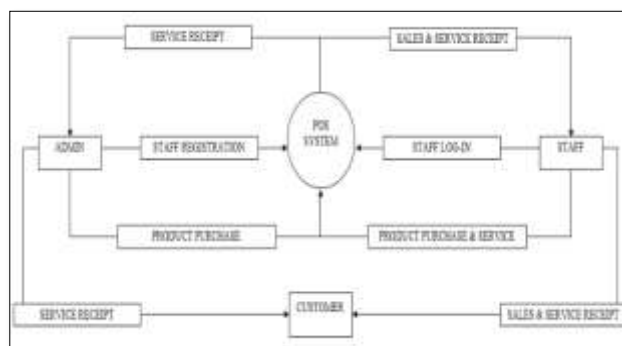 SERVICE RECEIPT
SALES & SERVICE RECEIPT
POS
SYSTEM
ADMIN
STAFF REGISTRATION
STAFF LOG-IN
STAFF
PRODUCT PURCHASE
PRODUCT PURCHASE & SERVICE
CUSTOMER
SERVICE RECEIPT
SALES & SERVICE RECEIPT